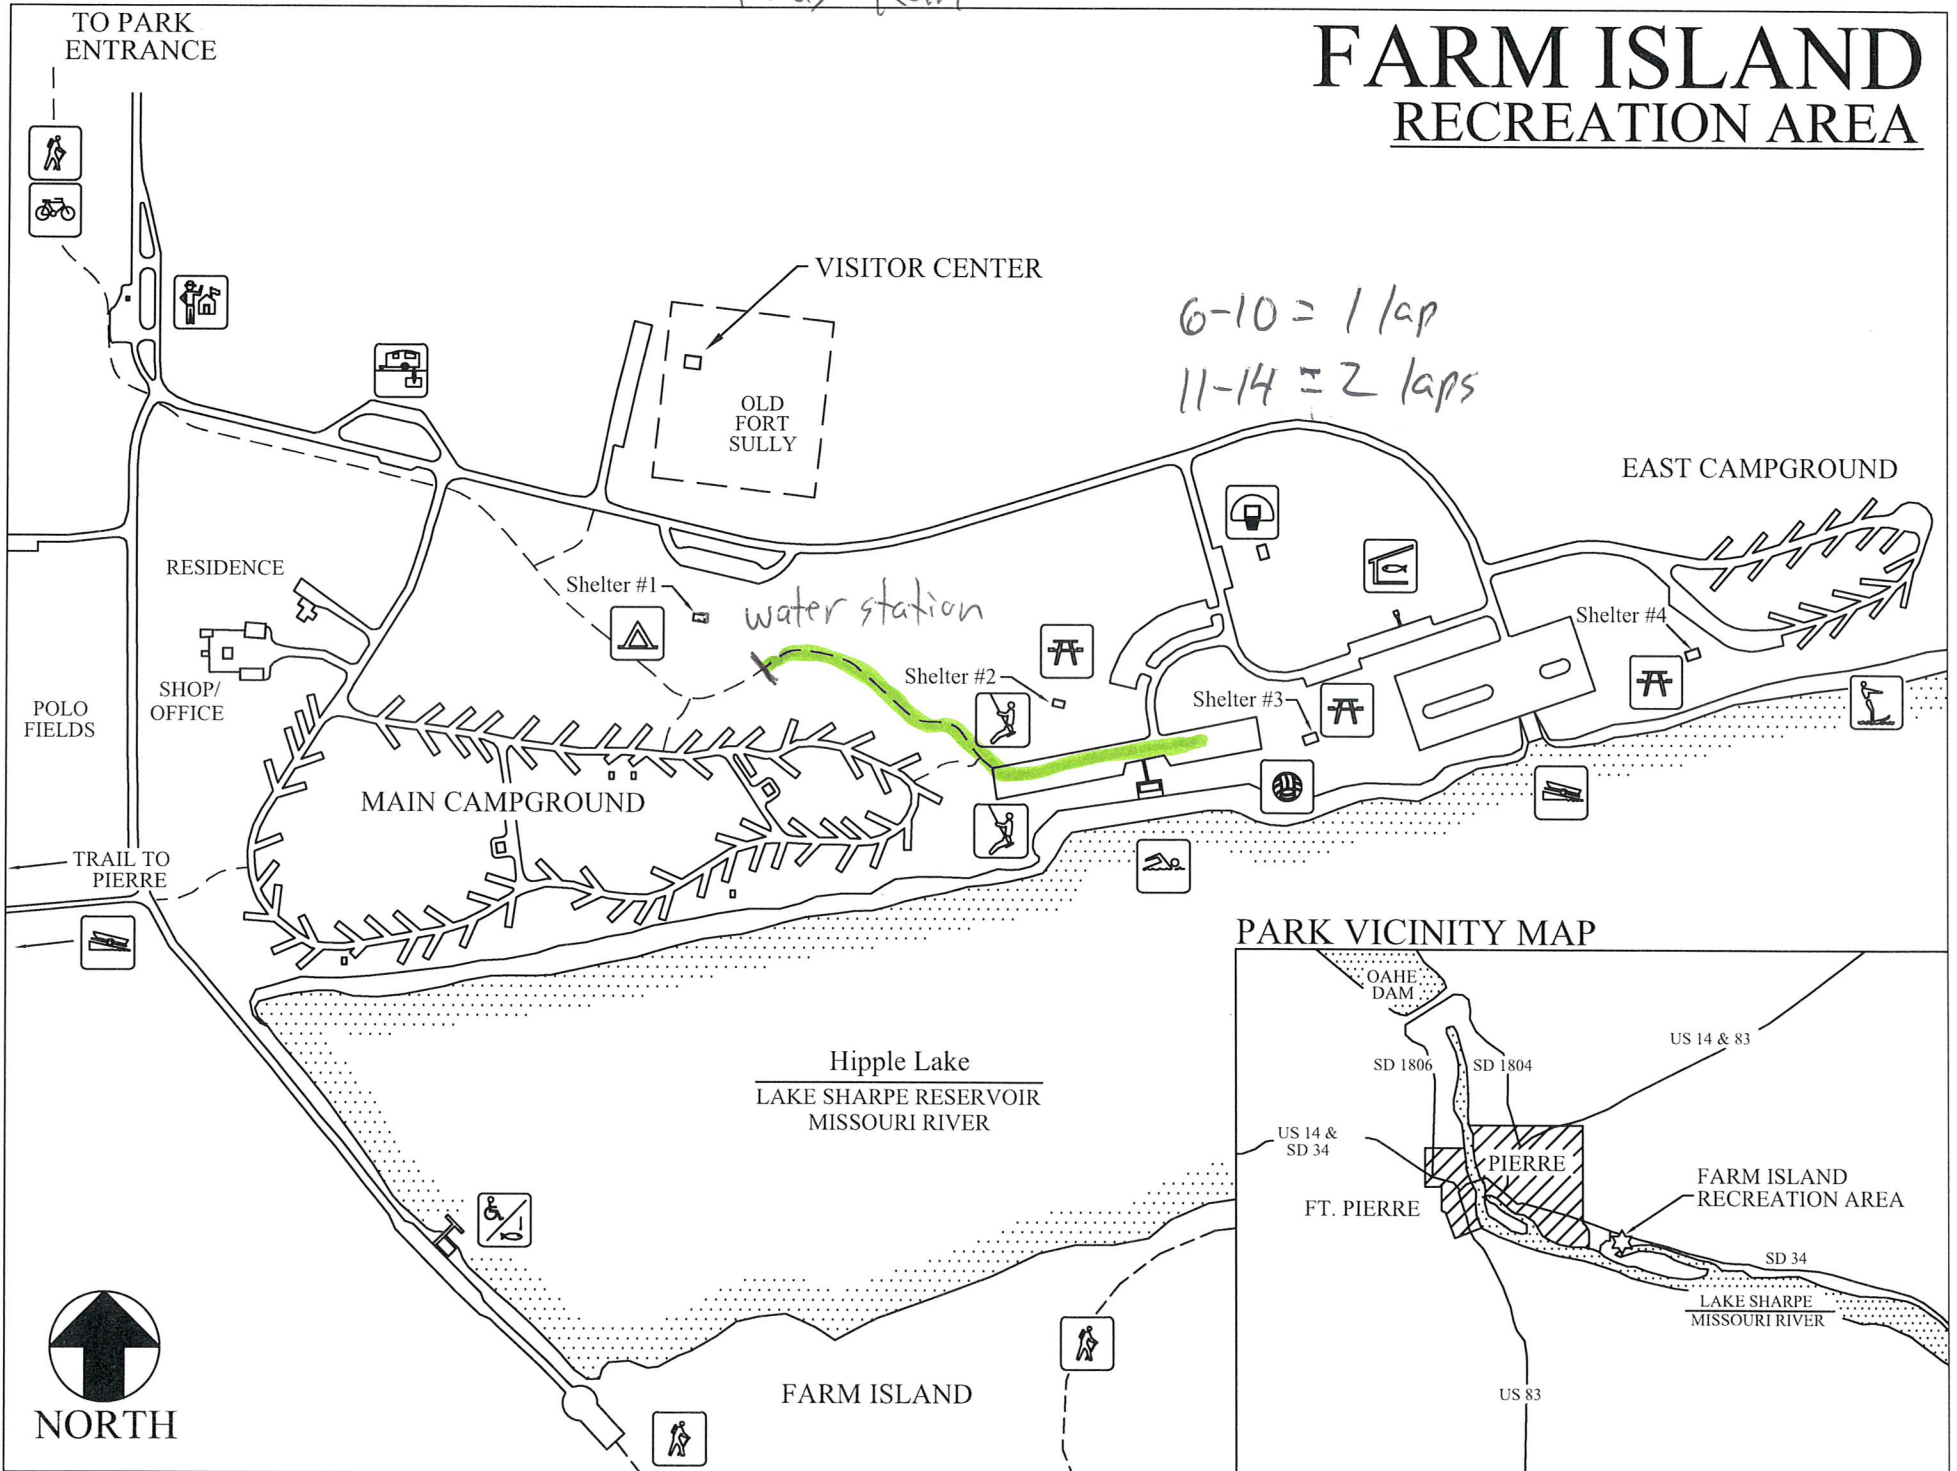 Run
TO PARK
ENTRANCE
FARM ISLAND
RECREATION AREA
VISITOR CENTER
6-10 = 1 lap
11-14 = 2 laps
OLD
FORT
SULLY
EAST CAMPGROUND
RESIDENCE
Shelter #1
water station
Shelter #4
Shelter #2
SHOP/
OFFICE
Shelter #3
POLO
FIELDS
MAIN CAMPGROUND
TRAIL TO
PIERRE
PARK VICINITY MAP
OAHE
DAM
US 14 & 83
SD 1806
SD 1804
Hipple Lake
LAKE SHARPE RESERVOIR
MISSOURI RIVER
US 14 &
SD 34
PIERRE
FARM ISLAND
RECREATION AREA
FT. PIERRE
SD 34
LAKE SHARPE
MISSOURI RIVER
US 83
FARM ISLAND
NORTH